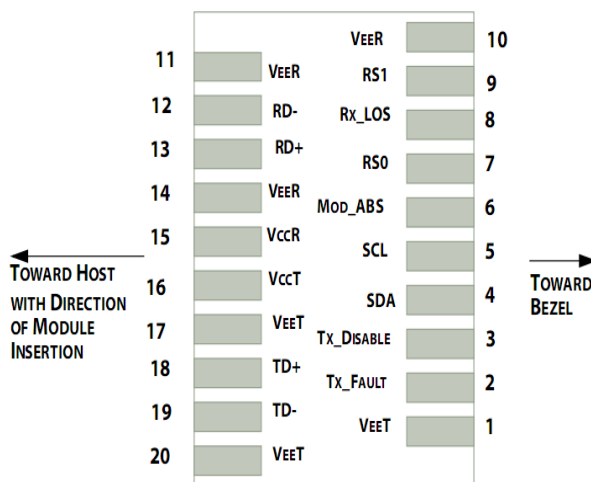 VEER 10
11 VEER
RS1 9
12 RD-
RX_LOS 8
13 RD+
RS0 7
14 VEER
MOD_ABS 6
15 VCCR
SCL 5
TOWARD HOST
WITH DIRECTION
OF MODULE
INSERTION
TOWARD
BEZEL
16 VCCT
SDA 4
17 VEET
TX_DISABLE 3
18 TD+
TX_FAULT 2
19 TD-
VEET 1
20 VEET